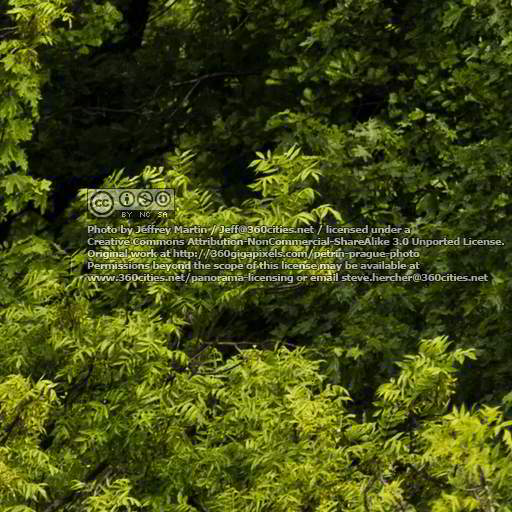 cc BY NC SA
Photo by Jeffrey Martin / Jeff@360cities.net / licensed under a
Creative Commons Attribution-NonCommercial-ShareAlike 3.0 Unported License.
Original work at http://360gigapixels.com/petrin-prague-photo
Permissions beyond the scope of this license may be available at
www.360cities.net/panorama-licensing or email steve.hercher@360cities.net